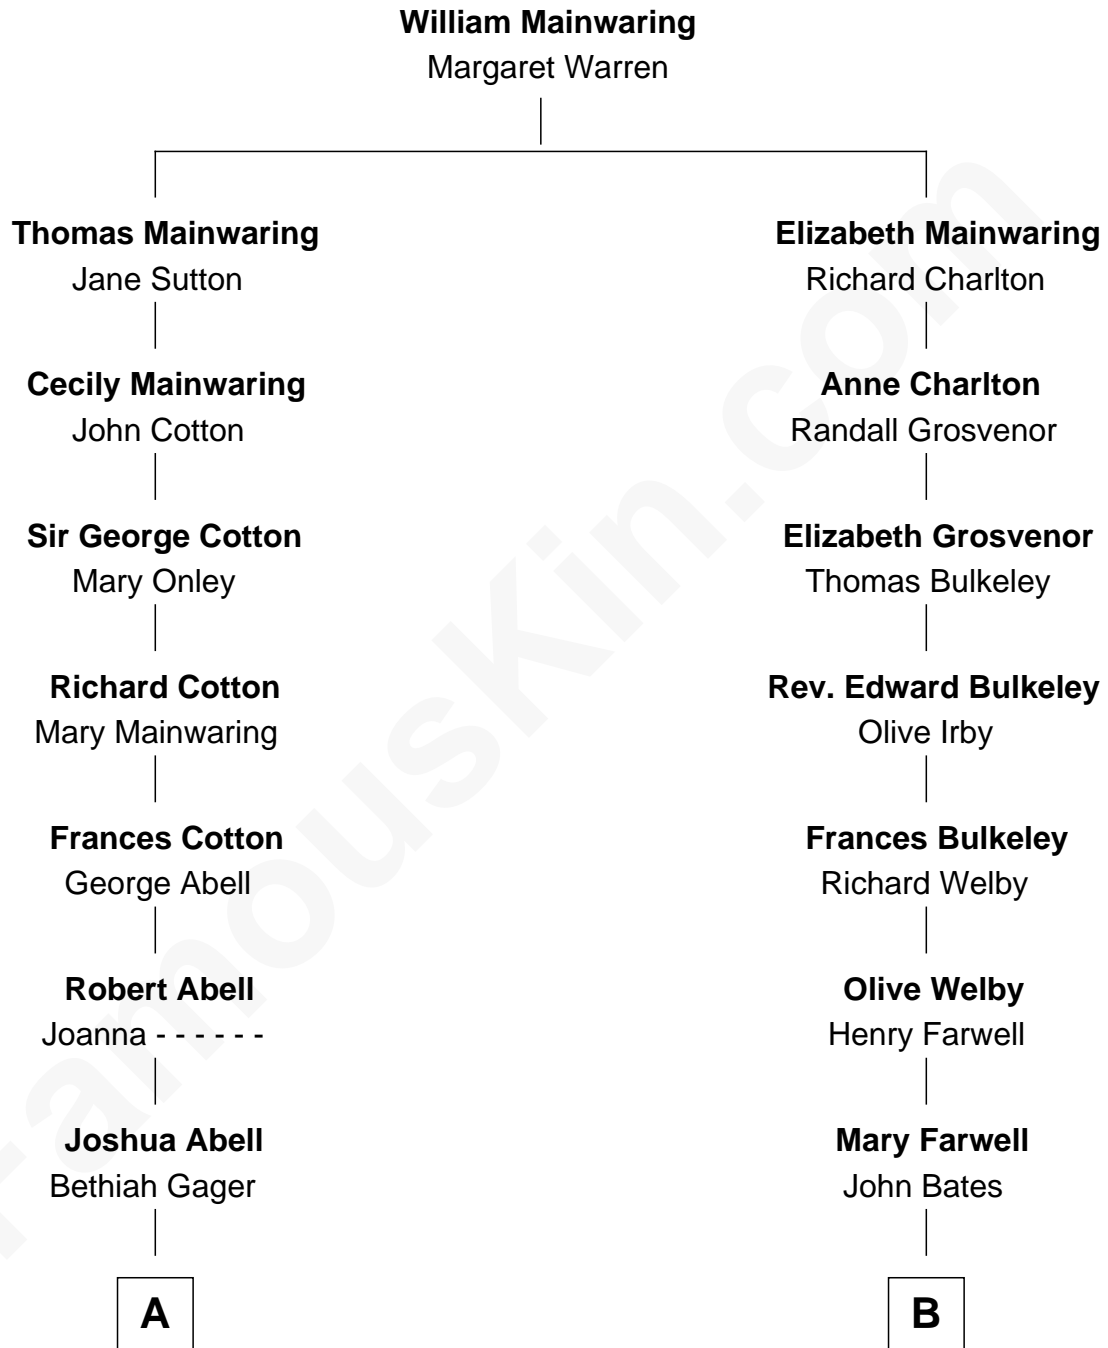 William Mainwaring
Margaret Warren
Thomas Mainwaring
Jane Sutton
Elizabeth Mainwaring
Richard Charlton
Cecily Mainwaring
John Cotton
Anne Charlton
Randall Grosvenor
Sir George Cotton
Mary Onley
Elizabeth Grosvenor
Thomas Bulkeley
Richard Cotton
Mary Mainwaring
Rev. Edward Bulkeley
Olive Irby
Frances Cotton
George Abell
Frances Bulkeley
Richard Welby
Robert Abell
Joanna - - - - - -
Olive Welby
Henry Farwell
Joshua Abell
Bethiah Gager
Mary Farwell
John Bates
A
B
FamousKin.com